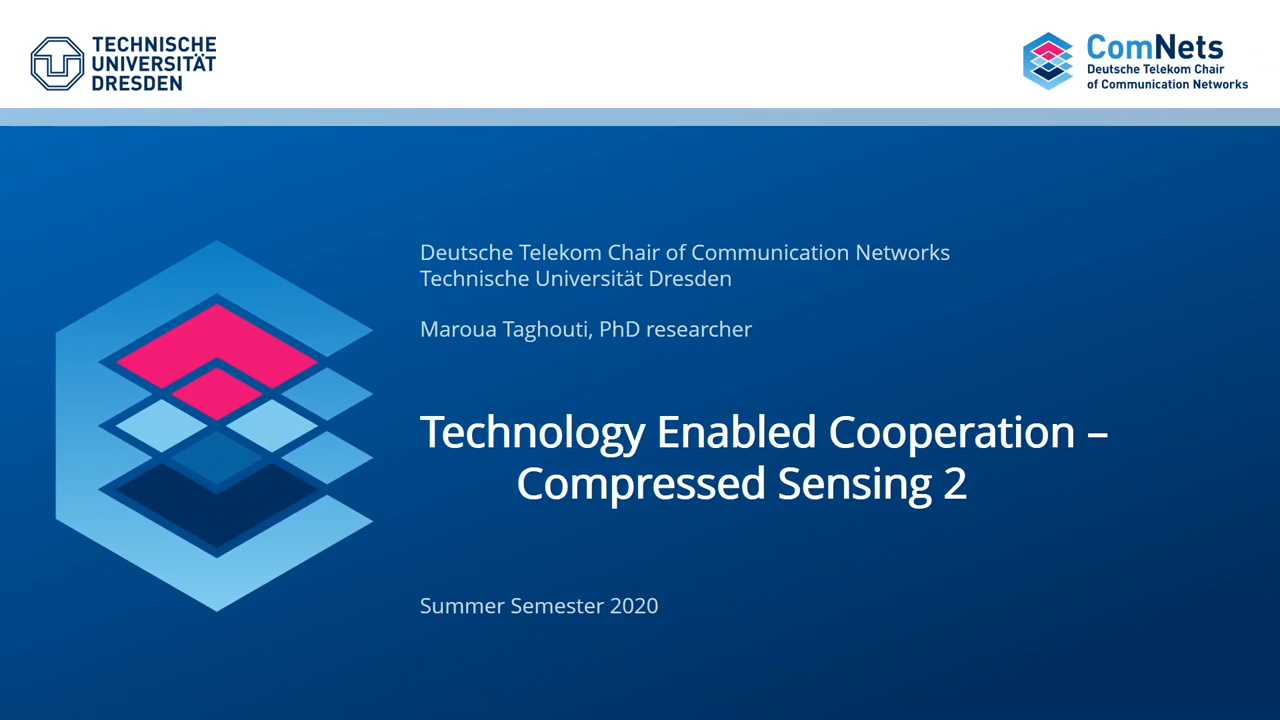 TECHNISCHE
UNIVERSITÄT
DRESDEN
ComNets
Deutsche Telekom Chair
of Communication Networks
Deutsche Telekom Chair of Communication Networks
Technische Universität Dresden
Maroua Taghouti, PhD researcher
Technology Enabled Cooperation –
Compressed Sensing 2
Summer Semester 2020